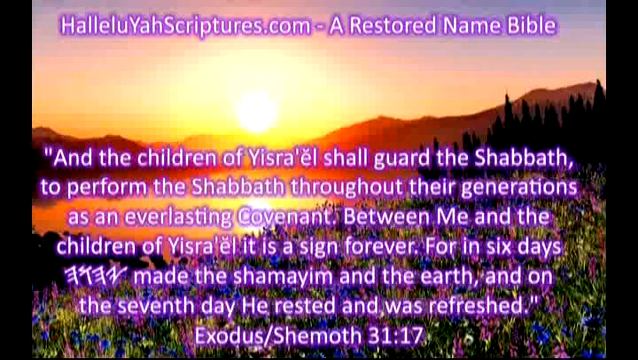 HalleluYahScriptures.com - A Restored Name Bible
"And the children of Yisra'ĕl shall guard the Shabbath,
to perform the Shabbath throughout their generations
as an everlasting Covenant. Between Me and the
children of Yisra'ĕl it is a sign forever. For in six days
𐤉𐤄𐤅𐤄 made the shamayim and the earth, and on
the seventh day He rested and was refreshed."
Exodus/Shemoth 31:17